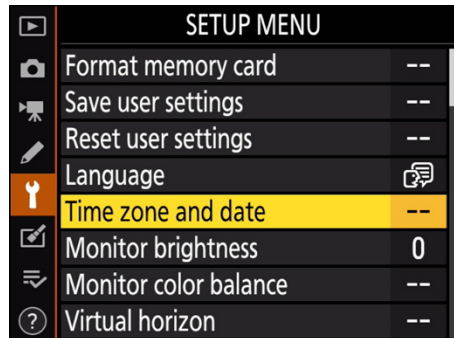 SETUP MENU
Format memory card --
Save user settings --
Reset user settings --
Language
Time zone and date --
Monitor brightness 0
Monitor color balance --
Virtual horizon --
?